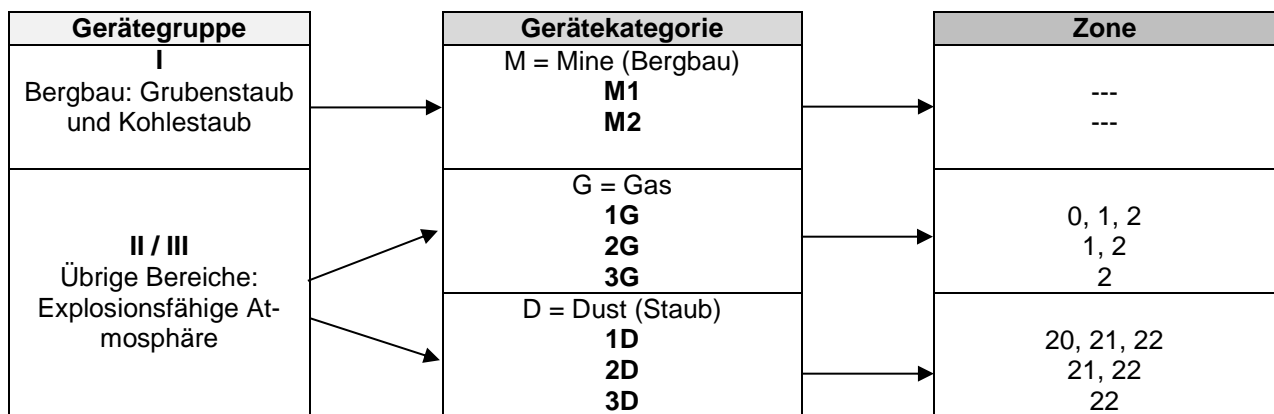 Gerätegruppe
I
Bergbau: Grubenstaub
und Kohlestaub
II / III
Übrige Bereiche:
Explosionsfähige At-
mosphäre
Gerätekategorie
M = Mine (Bergbau)
M1
M2
G = Gas
1G
2G
3G
D = Dust (Staub)
1D
2D
3D
Zone
---
---
0, 1, 2
1, 2
2
20, 21, 22
21, 22
22